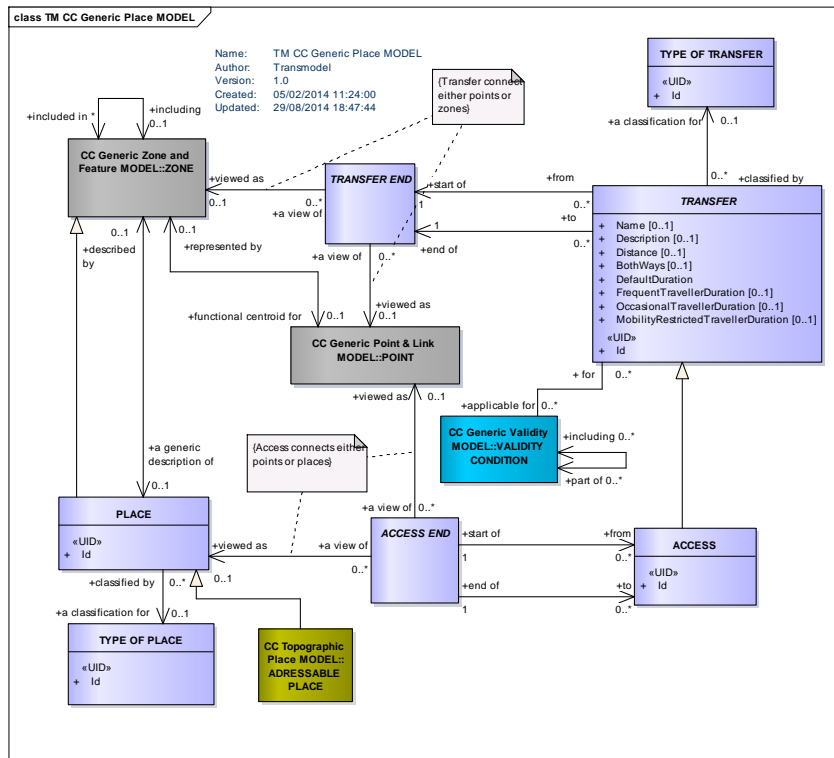 class TM CC Generic Place MODEL
Name: TM CC Generic Place MODEL
Author: Transmodel
Version: 1.0
Created: 05/02/2014 11:24:00
Updated: 29/08/2014 18:47:44
{Transfer connect
either points or
zones}
TYPE OF TRANSFER
«UID»
+ Id
+a classification for
0..1
0..*
+classified by
+included in *
+including
0..1
CC Generic Zone and
Feature MODEL::ZONE
+viewed as
0..1
0..*
+a view of
TRANSFER END
+start of
1
+from
0..*
1
+end of
+to
0..*
TRANSFER
+ Name [0..1]
+ Description [0..1]
+ Distance [0..1]
+ BothWays [0..1]
+ DefaultDuration
+ FrequentTravellerDuration [0..1]
+ OccasionalTravellerDuration [0..1]
+ MobilityRestrictedTravellerDuration [0..1]
«UID»
+ Id
0..1
+described
by
0..1
+represented by
+a view of
0..*
+viewed as
0..1
+functional centroid for
0..1
CC Generic Point & Link
MODEL::POINT
+viewed as
0..1
+ for
0..*
+applicable for
0..*
CC Generic Validity
MODEL::VALIDITY
CONDITION
+including 0..*
+part of 0..*
{Access connects either
points or places}
+a generic
description of
0..1
PLACE
«UID»
+ Id
+viewed as
0..1
+a view of
0..*
+a view of
0..*
ACCESS END
+start of
1
+from
0..*
+end of
1
+to
0..*
ACCESS
«UID»
+ Id
+classified by
0..*
+a classification for
0..1
TYPE OF PLACE
«UID»
+ Id
CC Topographic
Place MODEL::
ADRESSABLE
PLACE